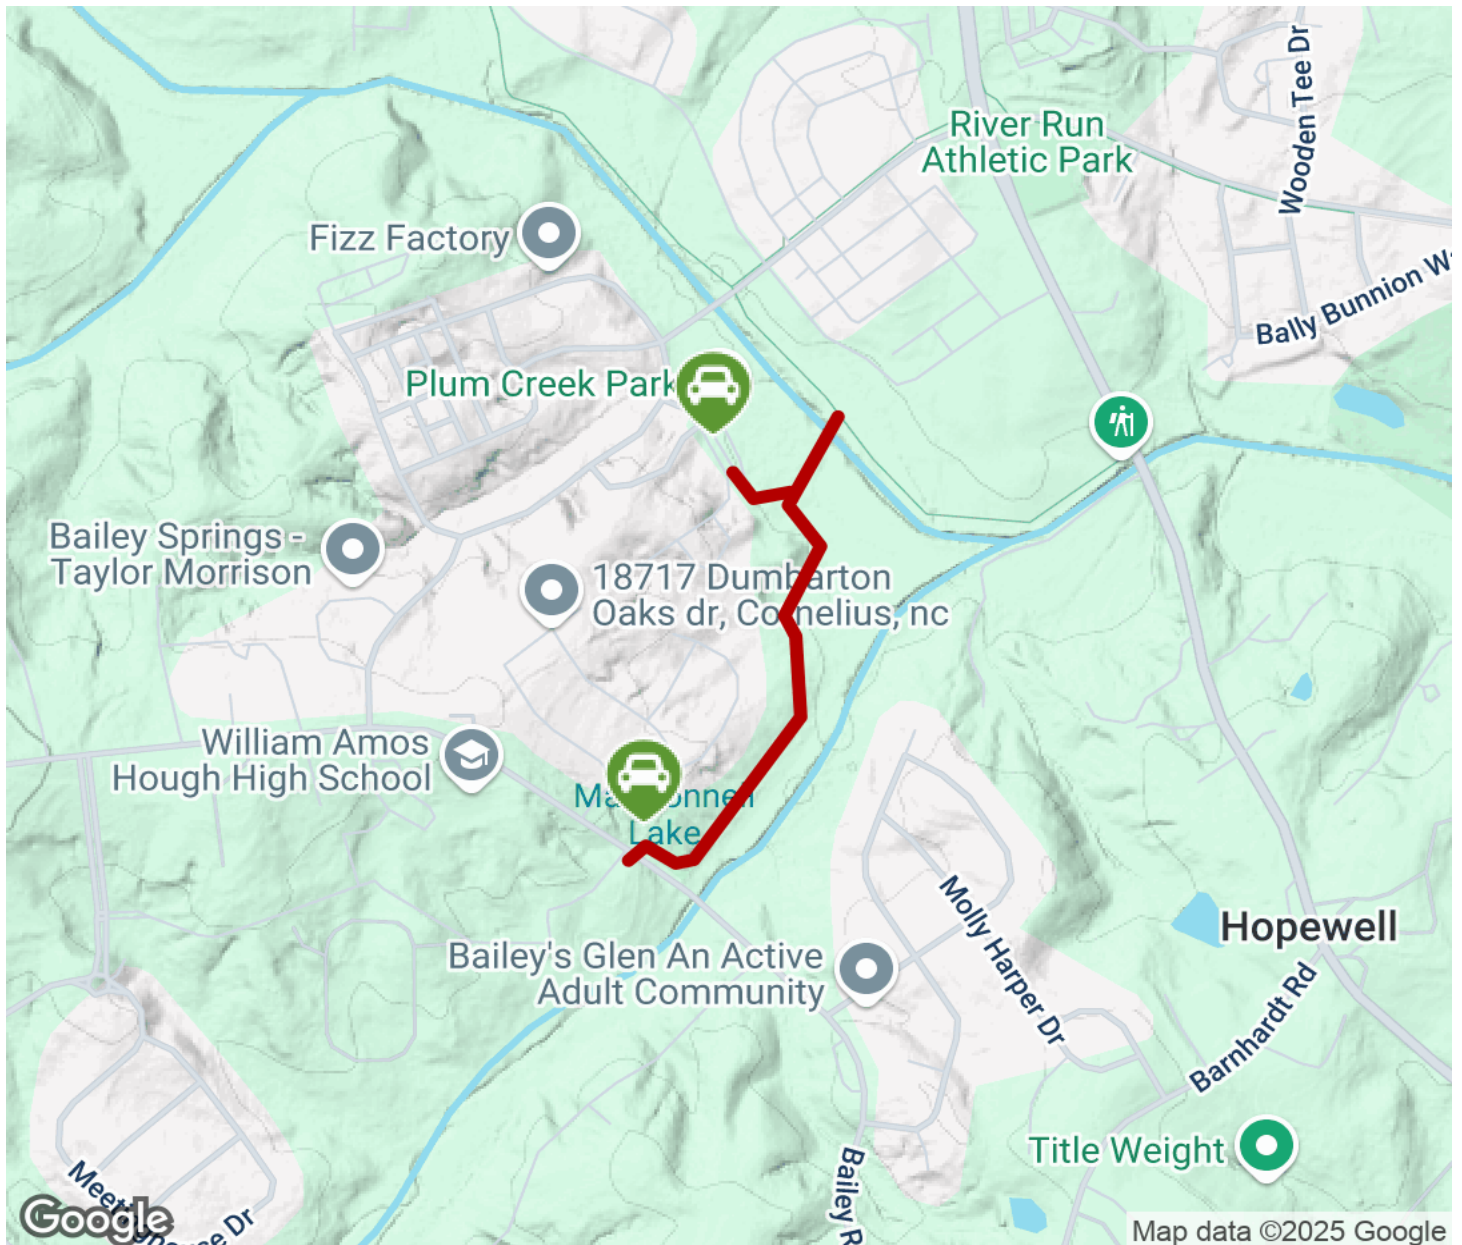 Wooden Tee Dr
River Run
Athletic Park
Fizz Factory
Bally Bunnion
Plum Creek Park
Bailey Springs -
Taylor Morrison
18717 Dumbarton
Oaks dr, Cornelius, nc
William Amos
Hough High School
Lake
Molly Harper Dr
Hopewell
Bailey's Glen An Active
Adult Community
Barnhardt Rd
Title Weight
Bailey R
Dr
Google
Map data ©2025 Google